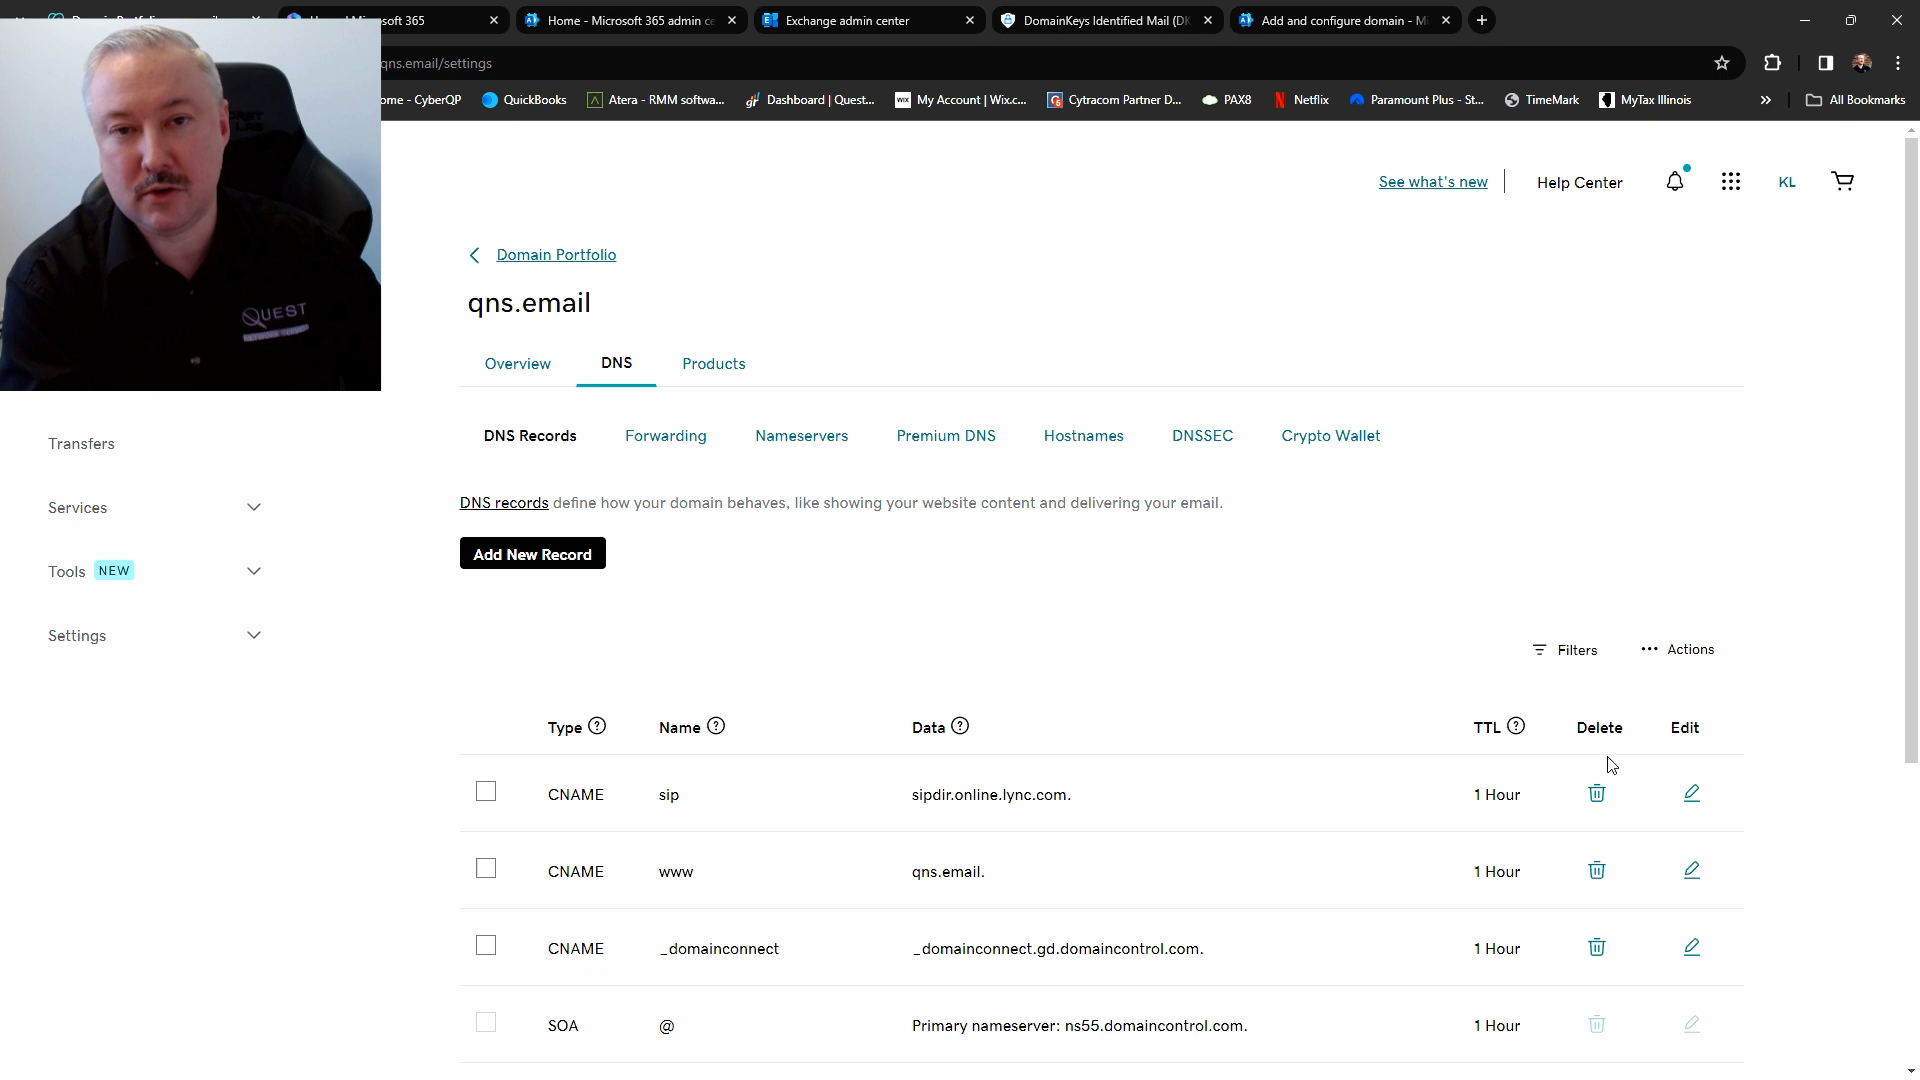 soft 365
Home - Microsoft 365 admin ce
Exchange admin center
DomainKeys Identified Mail (DK
Add and configure domain - Mi
qns.email/settings
ome - CyberQP
QuickBooks
Atera - RMM softwa...
Dashboard | Quest...
WIX
My Account | Wix.c...
Cytracom Partner D...
PAX8
Netflix
Paramount Plus - St...
TimeMark
MyTax Illinois
»
All Bookmarks
See what's new
Help Center
KL
QUEST
Domain Portfolio
qns.email
Overview
DNS
Products
Transfers
Services
Tools NEW
Settings
DNS Records
Forwarding
Nameservers
Premium DNS
Hostnames
DNSSEC
Crypto Wallet
DNS records define how your domain behaves, like showing your website content and delivering your email.
Add New Record
Filters
Actions
Type ? Name ? Data ? TTL ? Delete Edit
CNAME sip sipdir.online.lync.com. 1 Hour
CNAME www qns.email. 1 Hour
CNAME _domainconnect _domainconnect.gd.domaincontrol.com. 1 Hour
SOA @ Primary nameserver: ns55.domaincontrol.com. 1 Hour